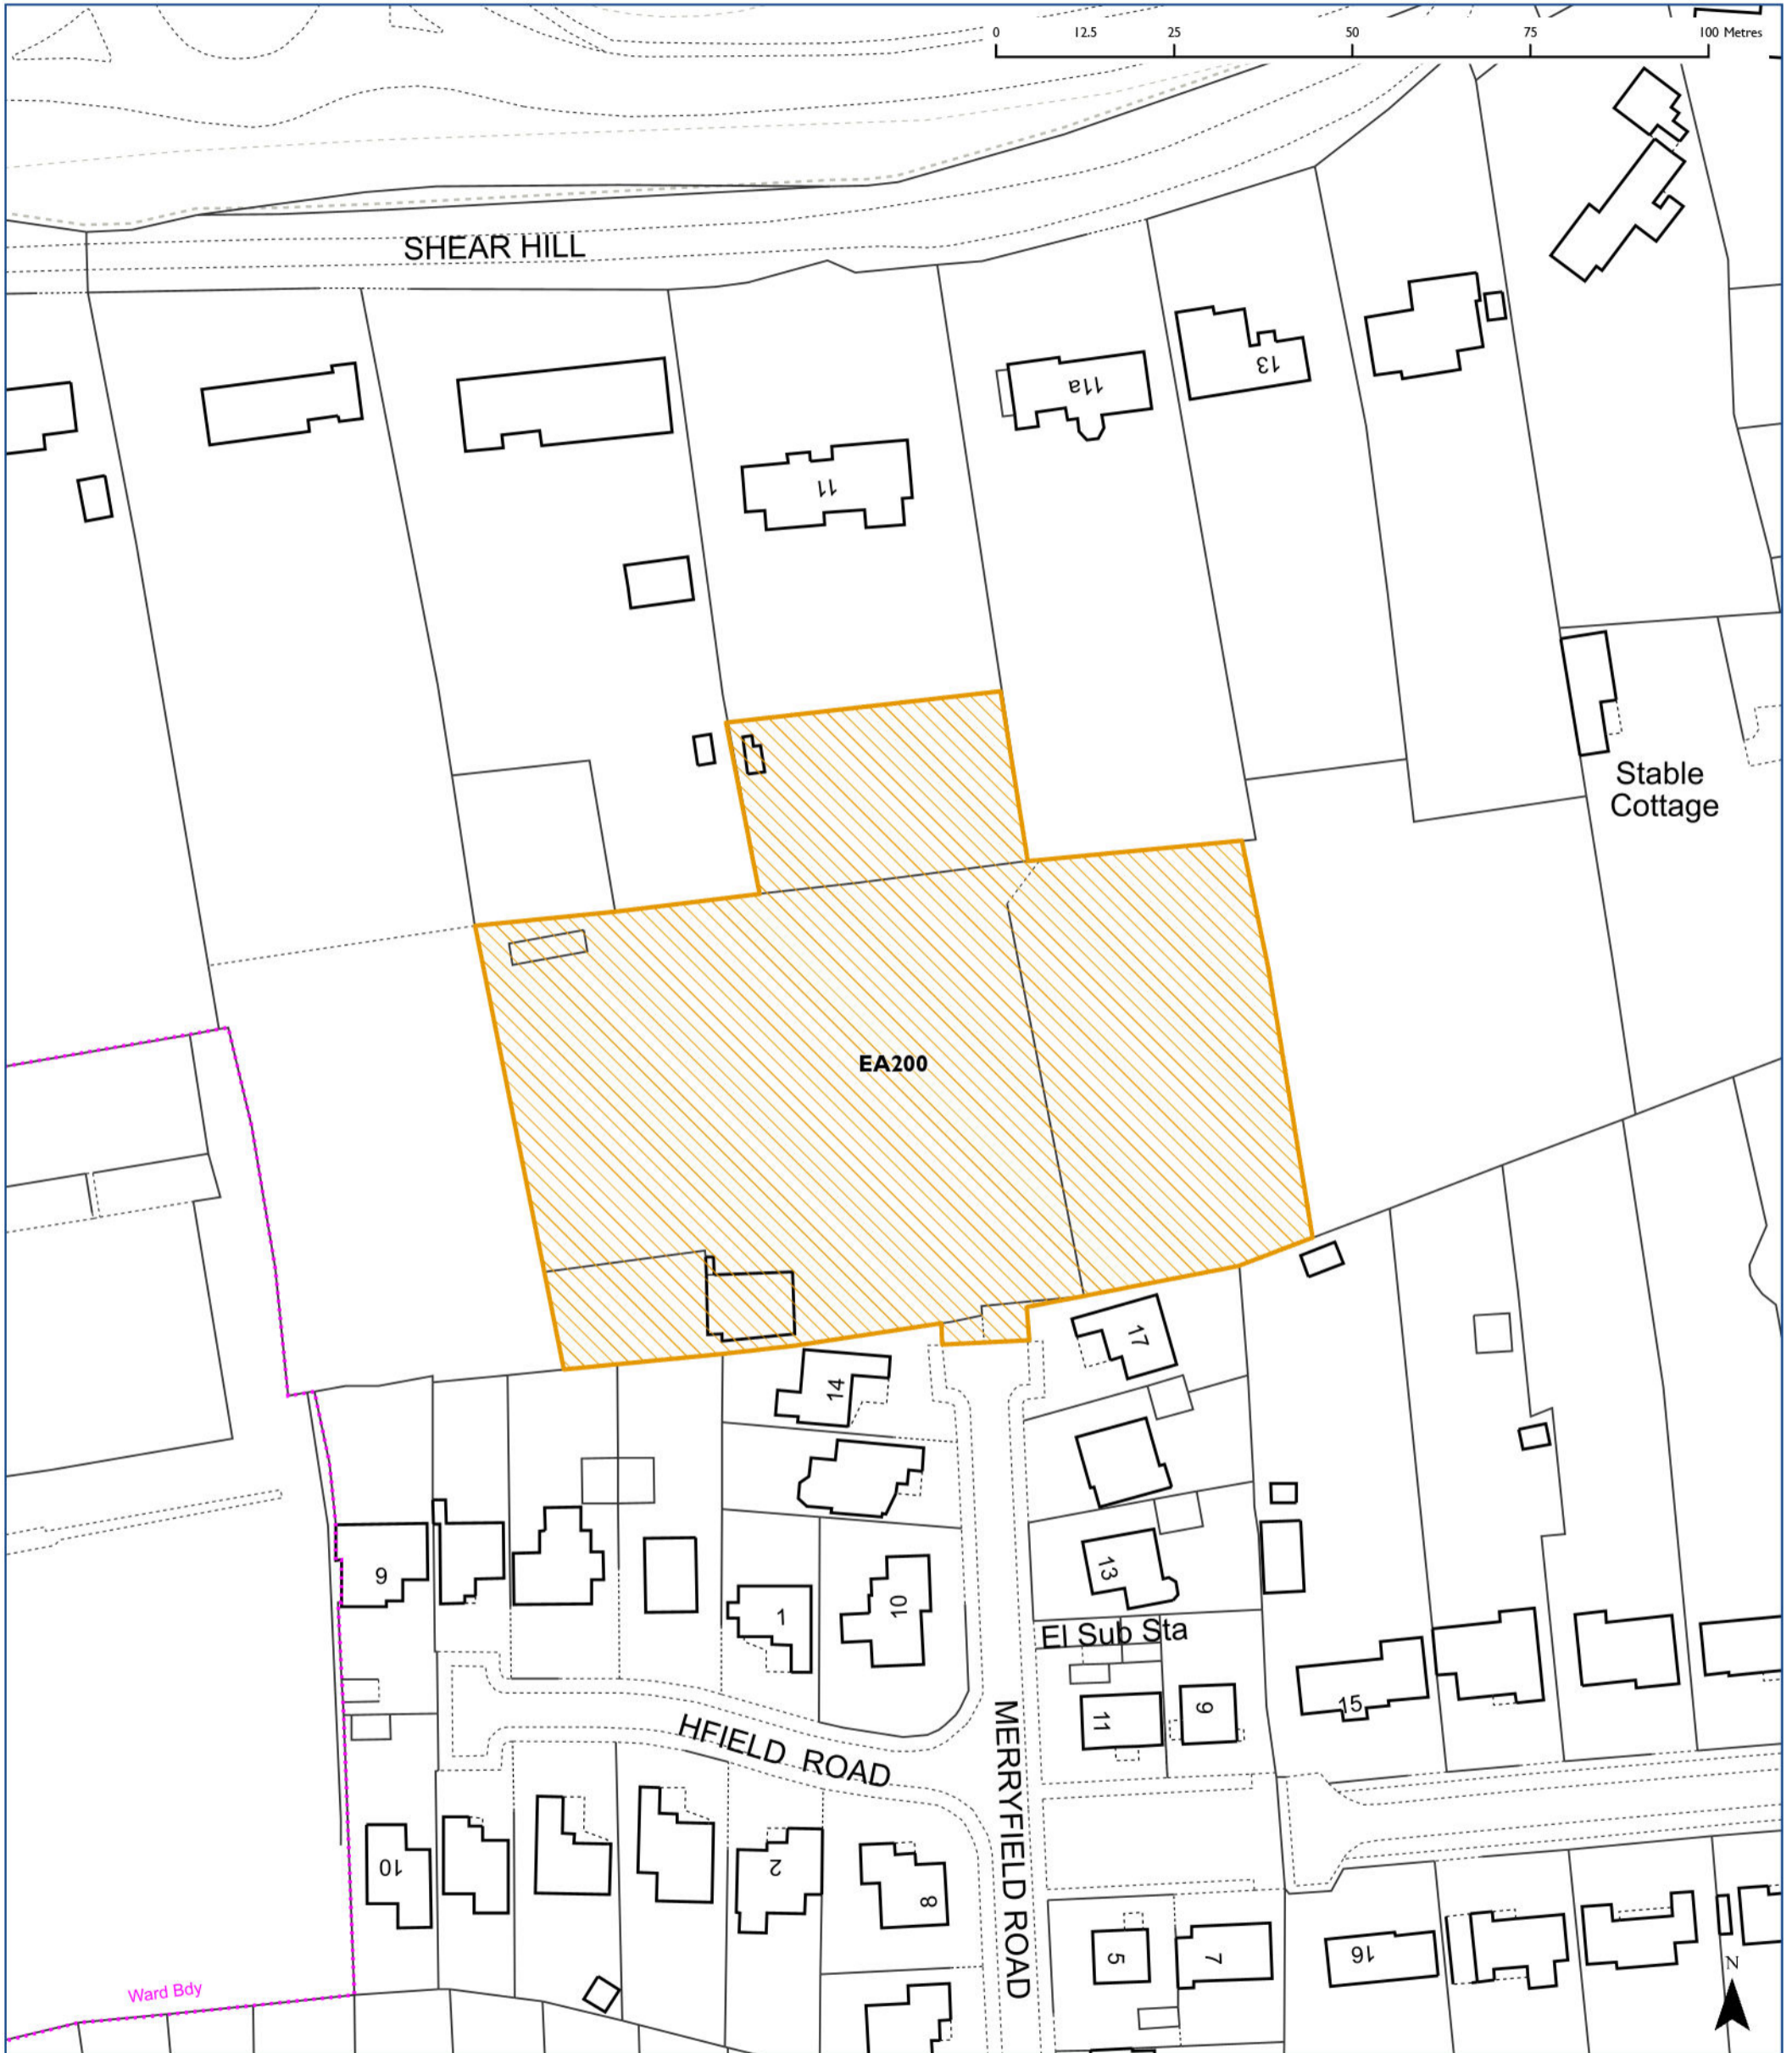 0 12.5 25 50 75 100 Metres
SHEAR HILL
13
11a
11
Stable
Cottage
EA200
17
14
9
13
1
10
El Sub Sta
11
9
15
HFIELD ROAD
MERRYFIELD ROAD
10
2
8
5
7
16
Ward Bdy
N